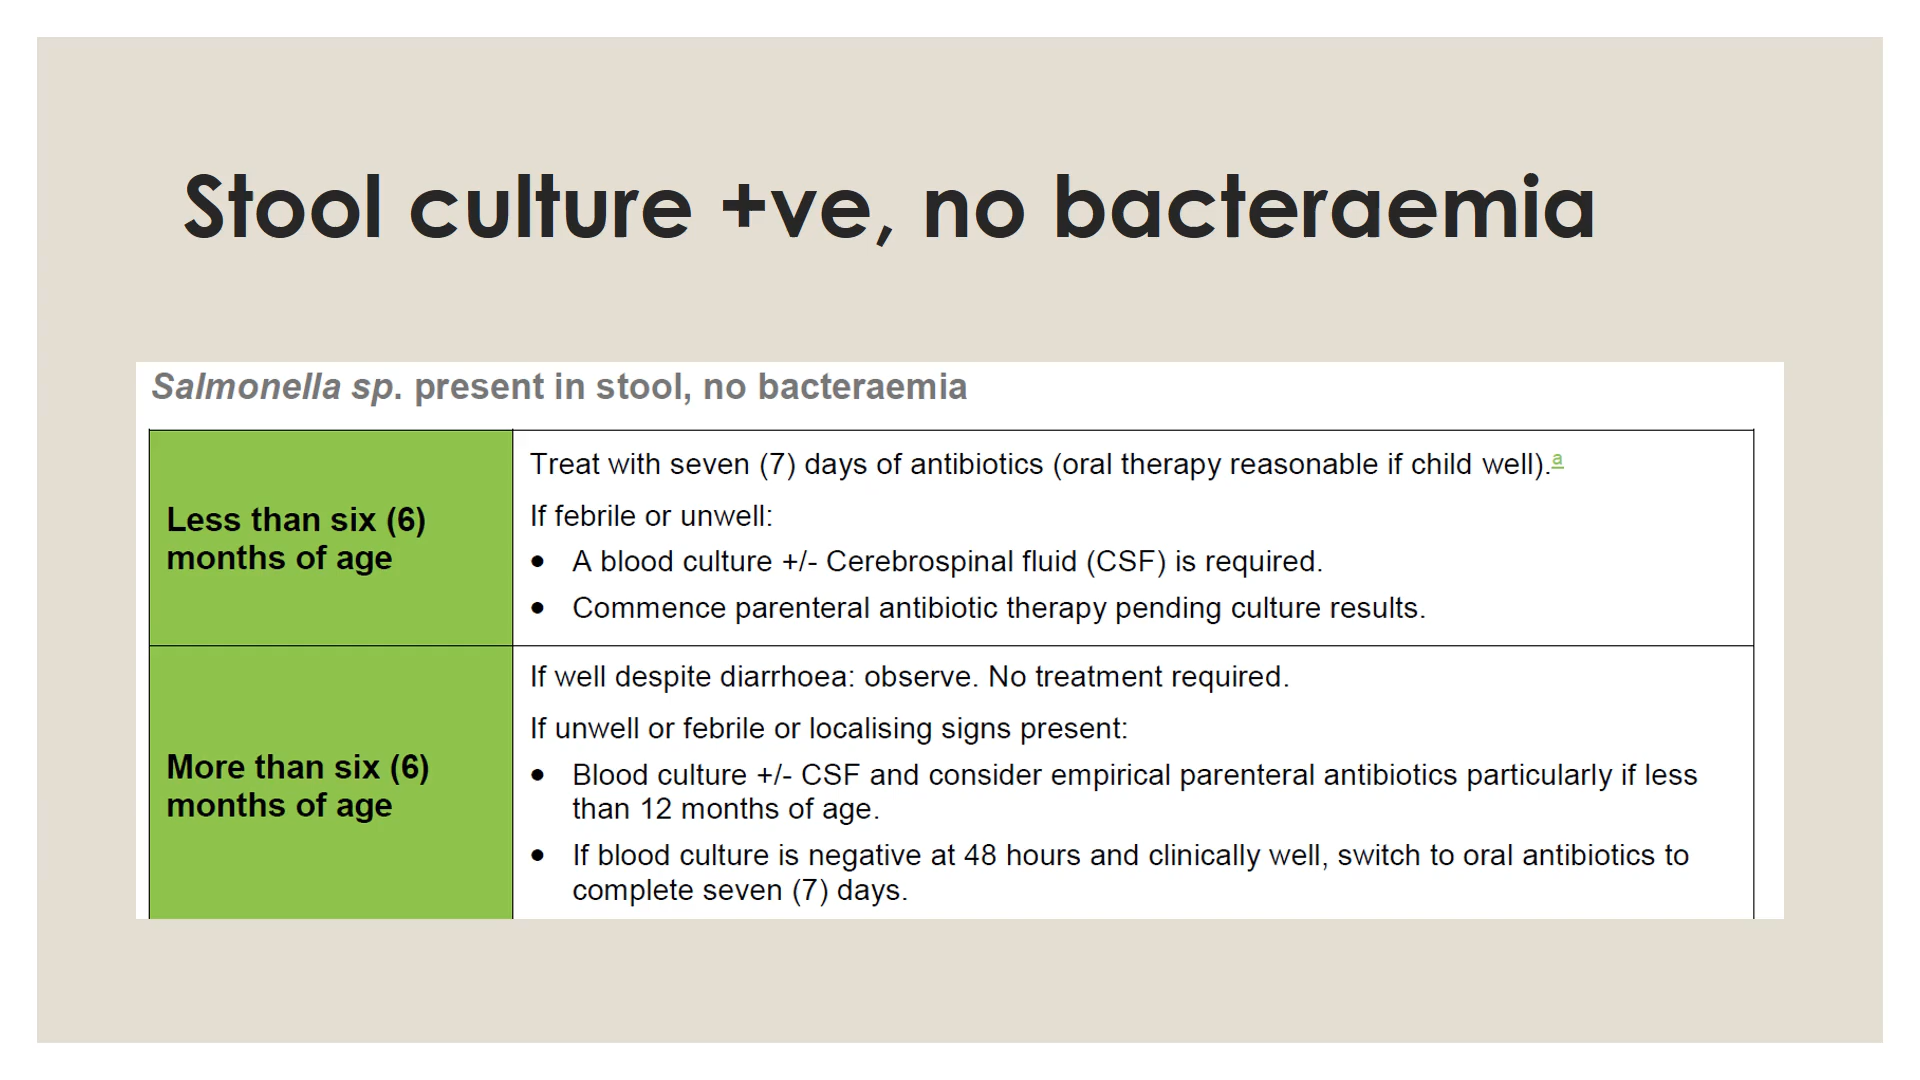 Stool culture +ve, no bacteraemia
Salmonella sp. present in stool, no bacteraemia
Less than six (6)
months of age
Treat with seven (7) days of antibiotics (oral therapy reasonable if child well).a
If febrile or unwell:
• A blood culture +/- Cerebrospinal fluid (CSF) is required.
• Commence parenteral antibiotic therapy pending culture results.
More than six (6)
months of age
If well despite diarrhoea: observe. No treatment required.
If unwell or febrile or localising signs present:
• Blood culture +/- CSF and consider empirical parenteral antibiotics particularly if less
than 12 months of age.
• If blood culture is negative at 48 hours and clinically well, switch to oral antibiotics to
complete seven (7) days.